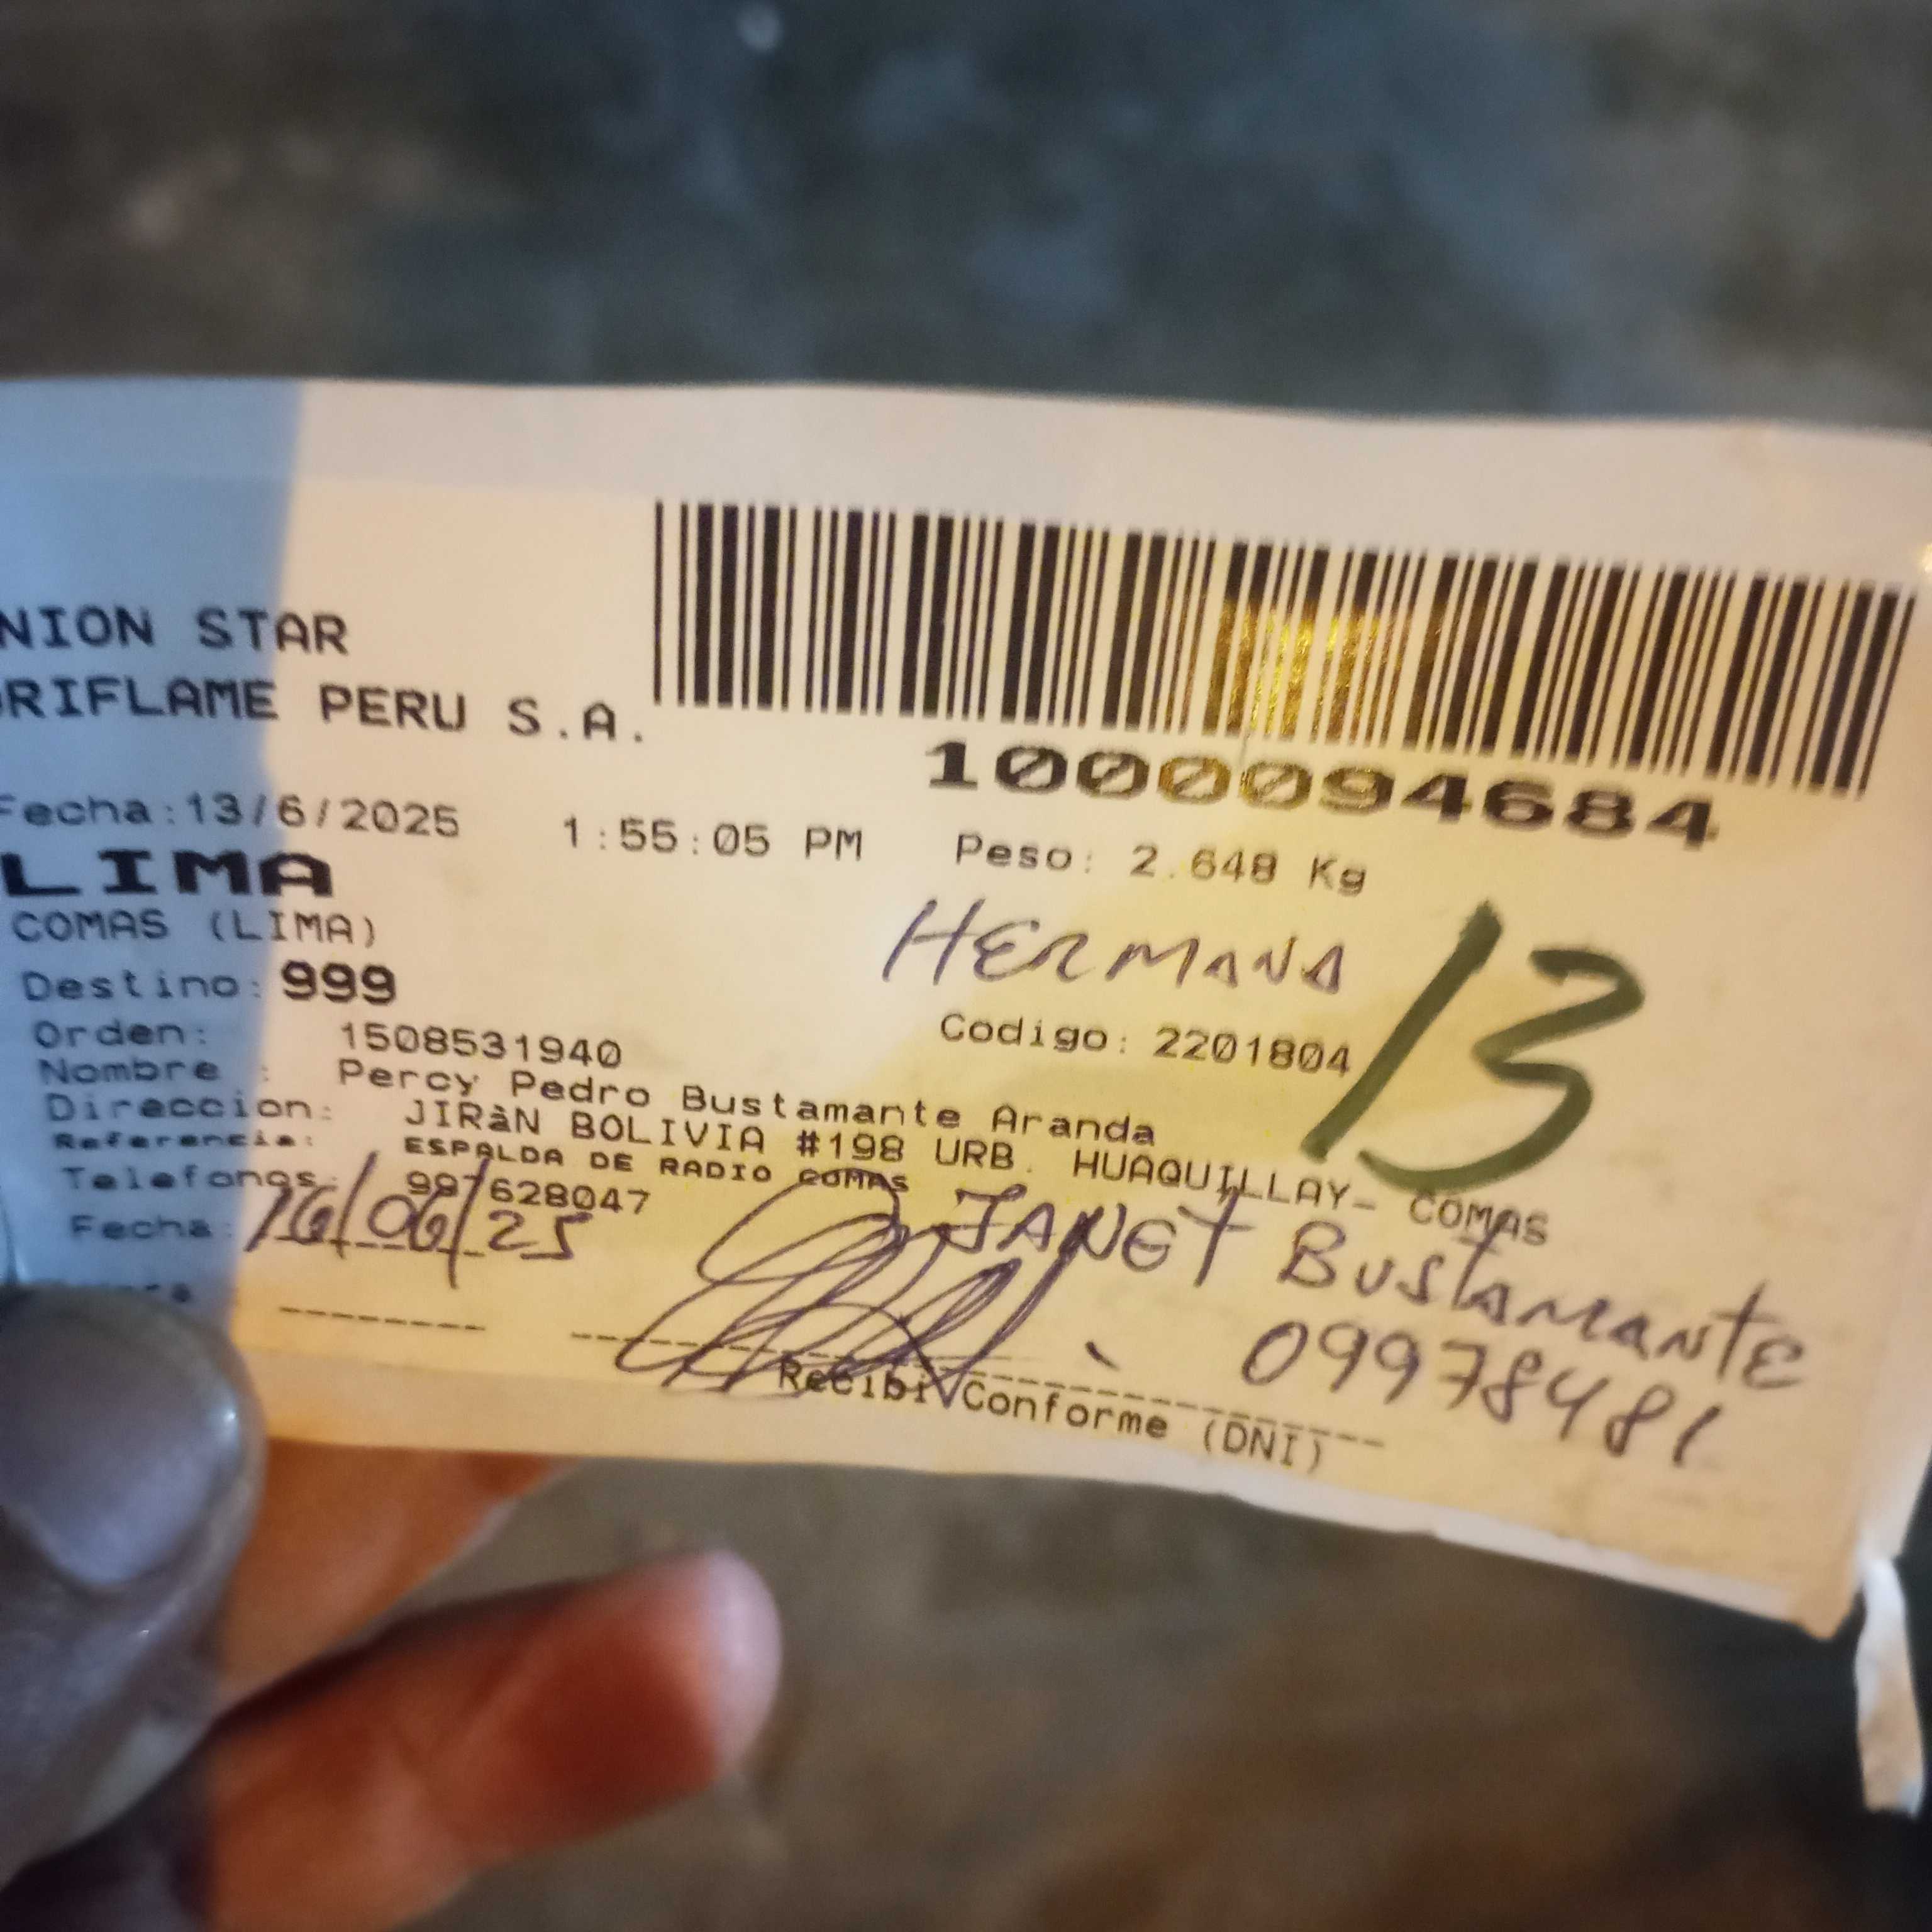 NION STAR
RIFLAME PERU S.A.
1000094684
Fecha:13/6/2025 1:55:05 PM Peso: 2.648 Kg
LIMA
COMAS (LIMA)
HERMANA
13
Destino: 999
Orden: 1508531940 Codigo: 2201804
Nombre : Percy Pedro Bustamante Aranda
Direccion: JIRàN BOLIVIA #198 URB. HUAQUILLAY- COMAS
Referencia: ESPALDA DE RADIO COMAS
Telefonos: 997628047
Fecha: 16/06/25
JANET BUSTAMANTE
09978481
Recibi Conforme (DNI)